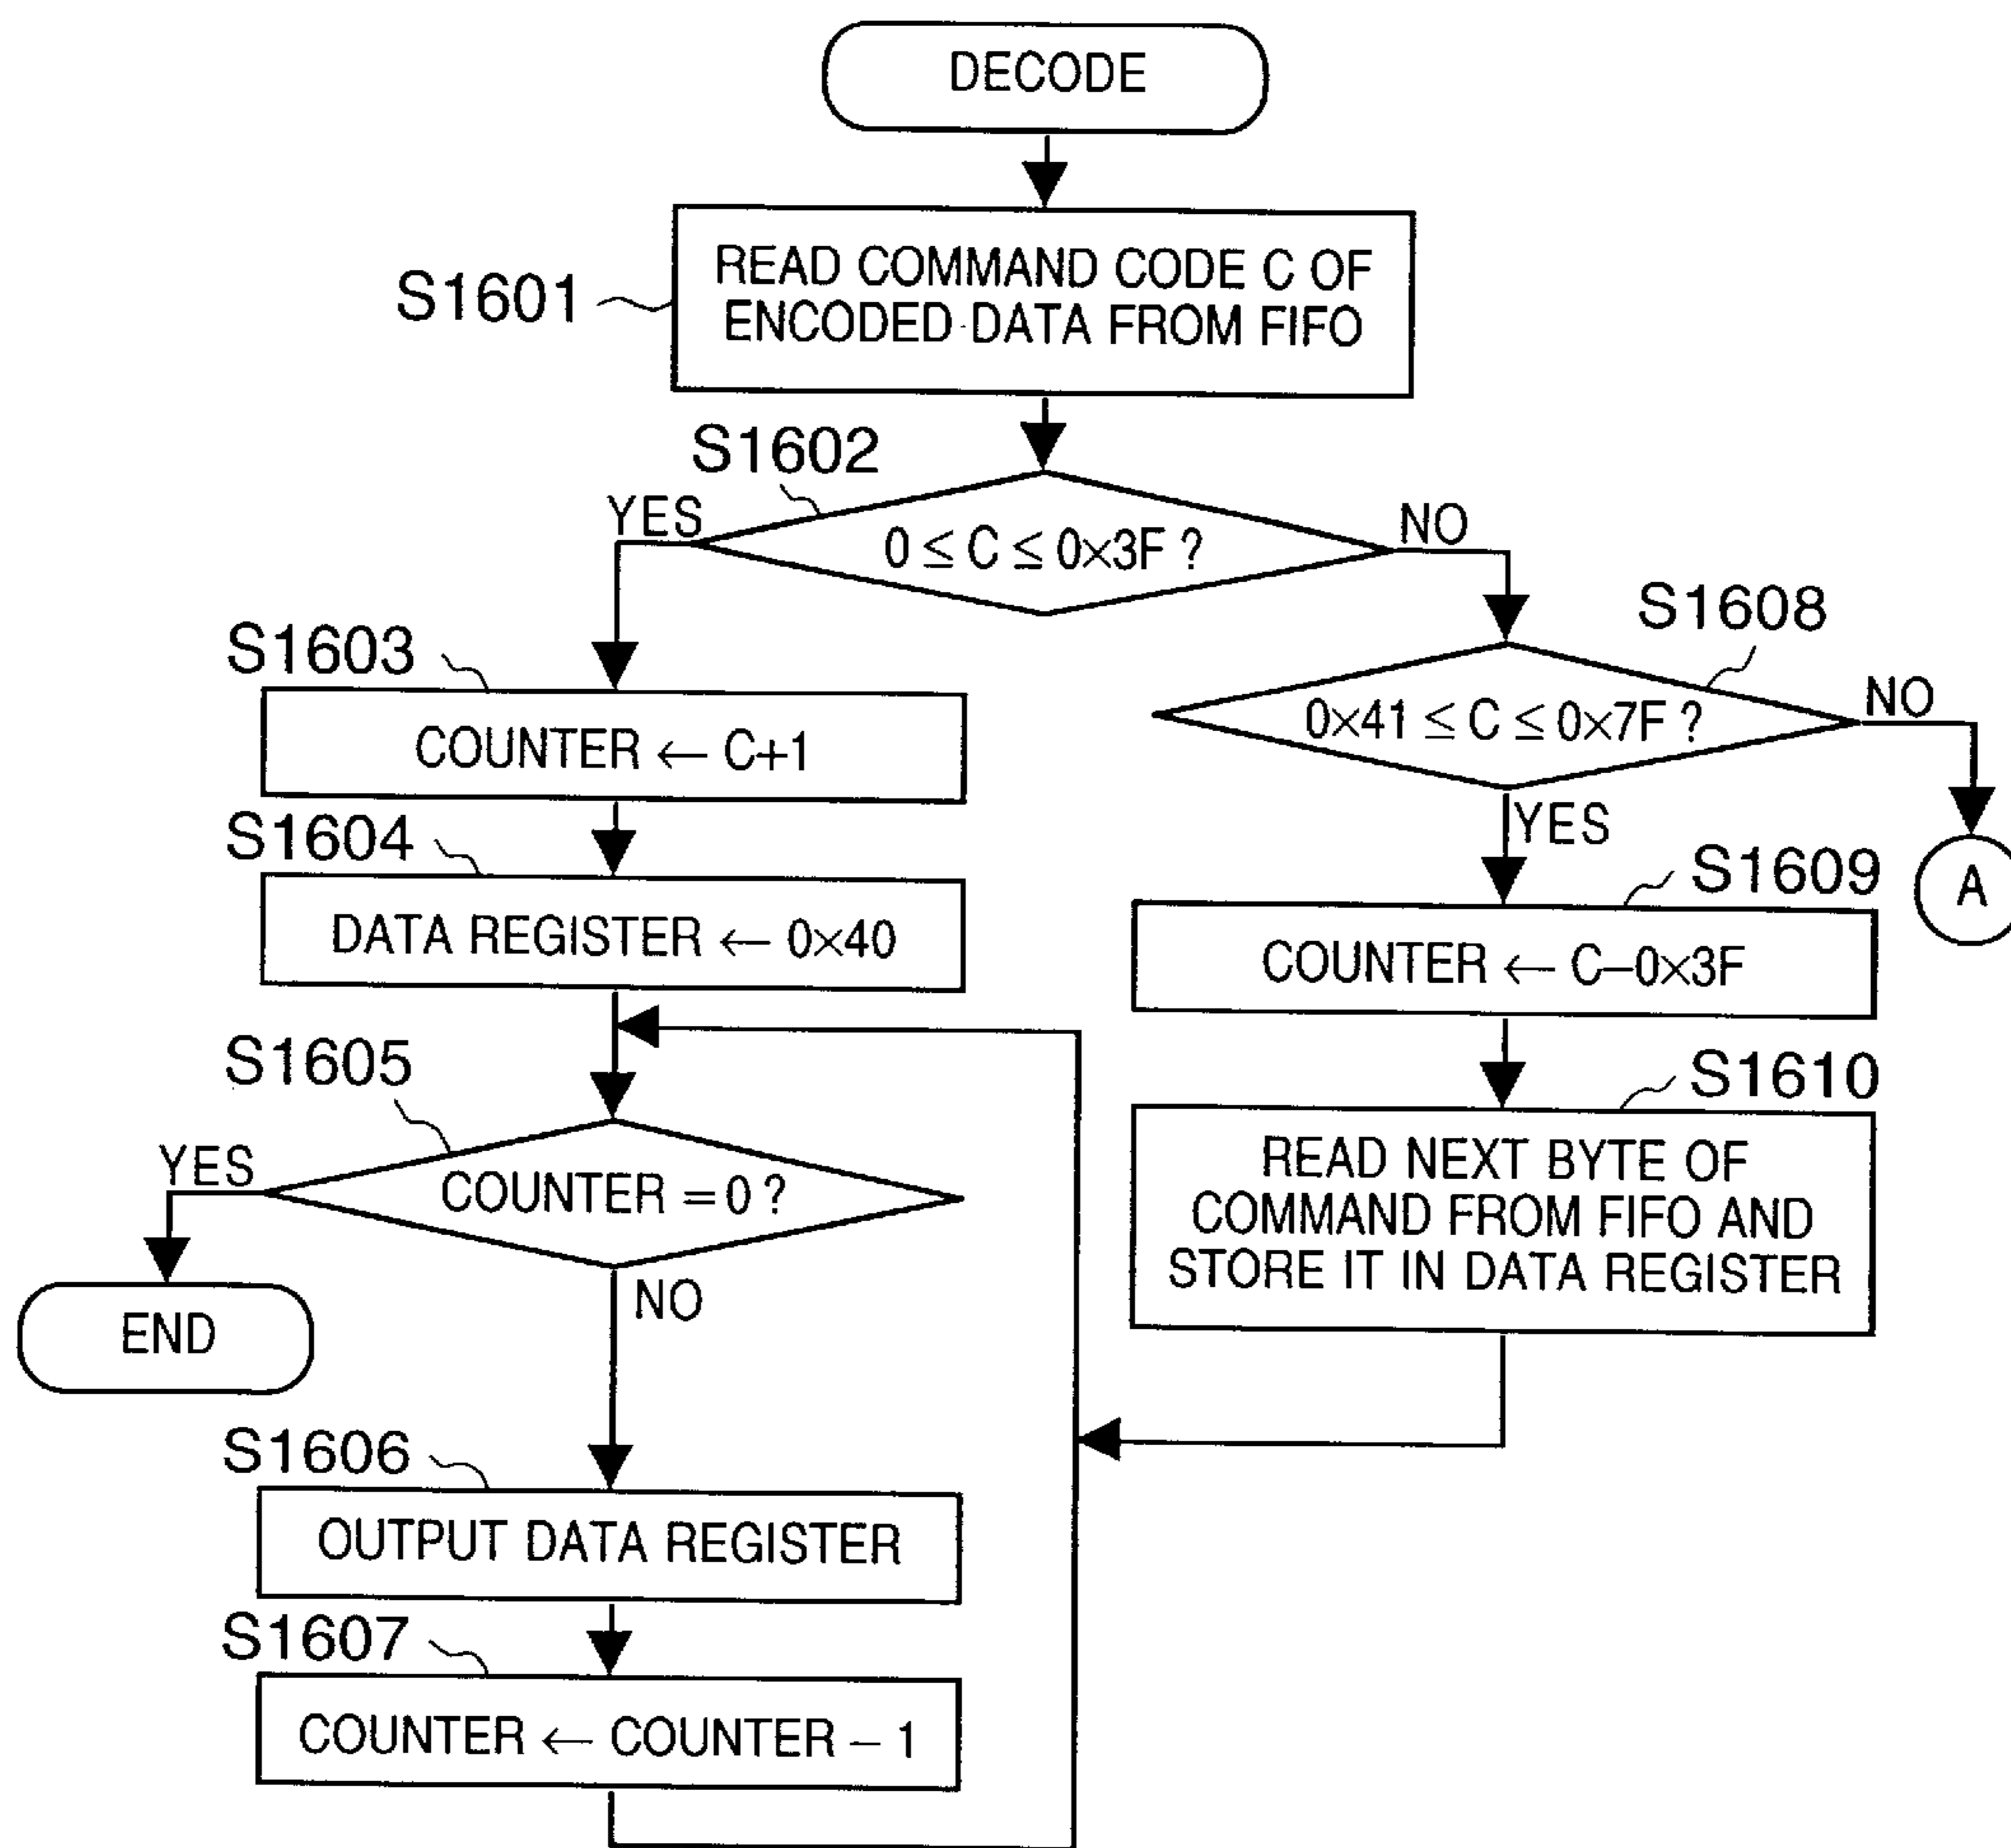 DECODE
S1601
READ COMMAND CODE C OF
ENCODED DATA FROM FIFO
S1602
YES
0 ≤ C ≤ 0×3F ?
NO
S1603
COUNTER ← C+1
S1604
DATA REGISTER ← 0×40
S1605
YES
COUNTER = 0 ?
END
NO
S1606
OUTPUT DATA REGISTER
S1607
COUNTER ← COUNTER – 1
S1608
0×41 ≤ C ≤ 0×7F ?
NO
A
YES
S1609
COUNTER ← C–0×3F
S1610
READ NEXT BYTE OF
COMMAND FROM FIFO AND
STORE IT IN DATA REGISTER